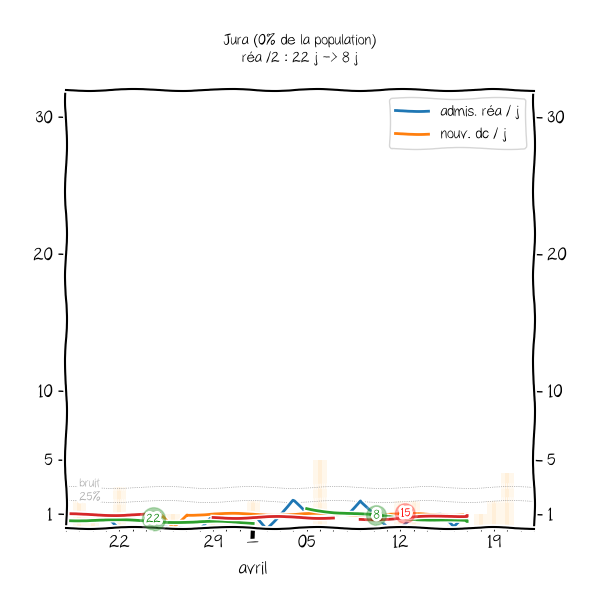 Jura (0% de la population)
réa /2 : 22 j -> 8 j
admis. réa / j
nouv. dc / j
30 30
20 20
10 10
5 5
bruit
25%
1 1
22 8 15
22 29 1 05 12 19
avril